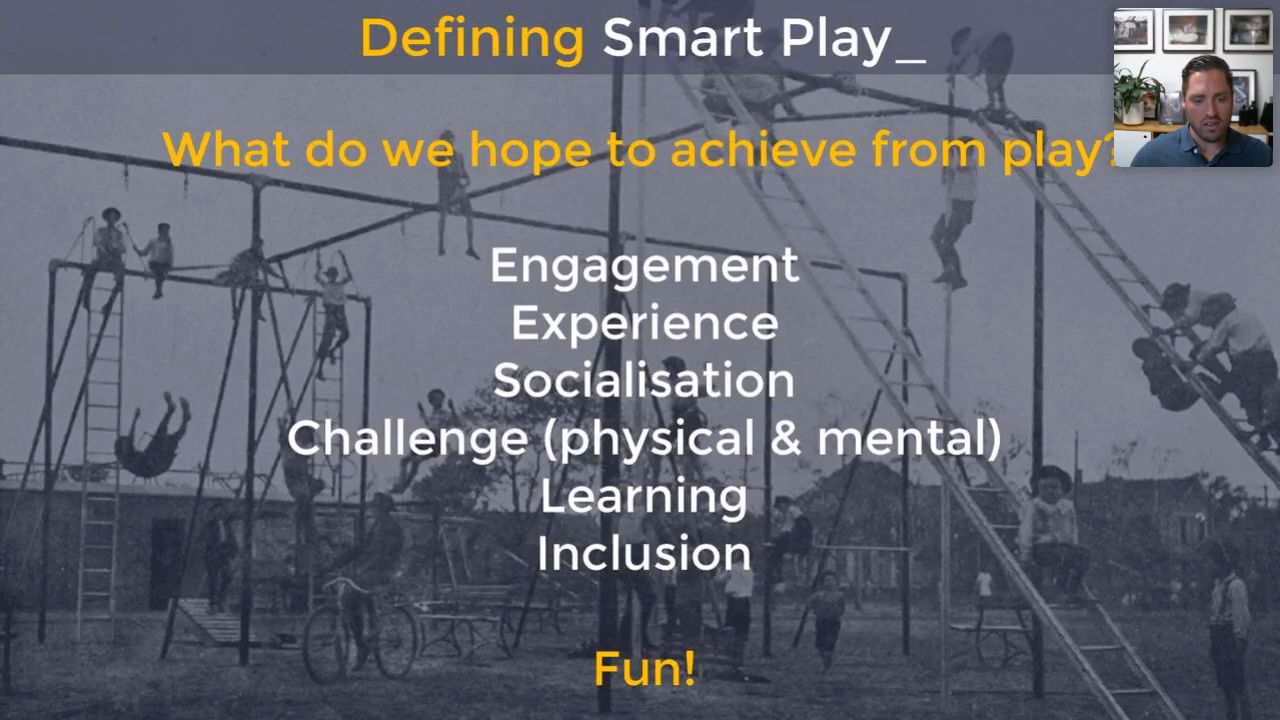 Defining Smart Play_
What do we hope to achieve from play?
Engagement
Experience
Socialisation
Challenge (physical & mental)
Learning
Inclusion
Fun!